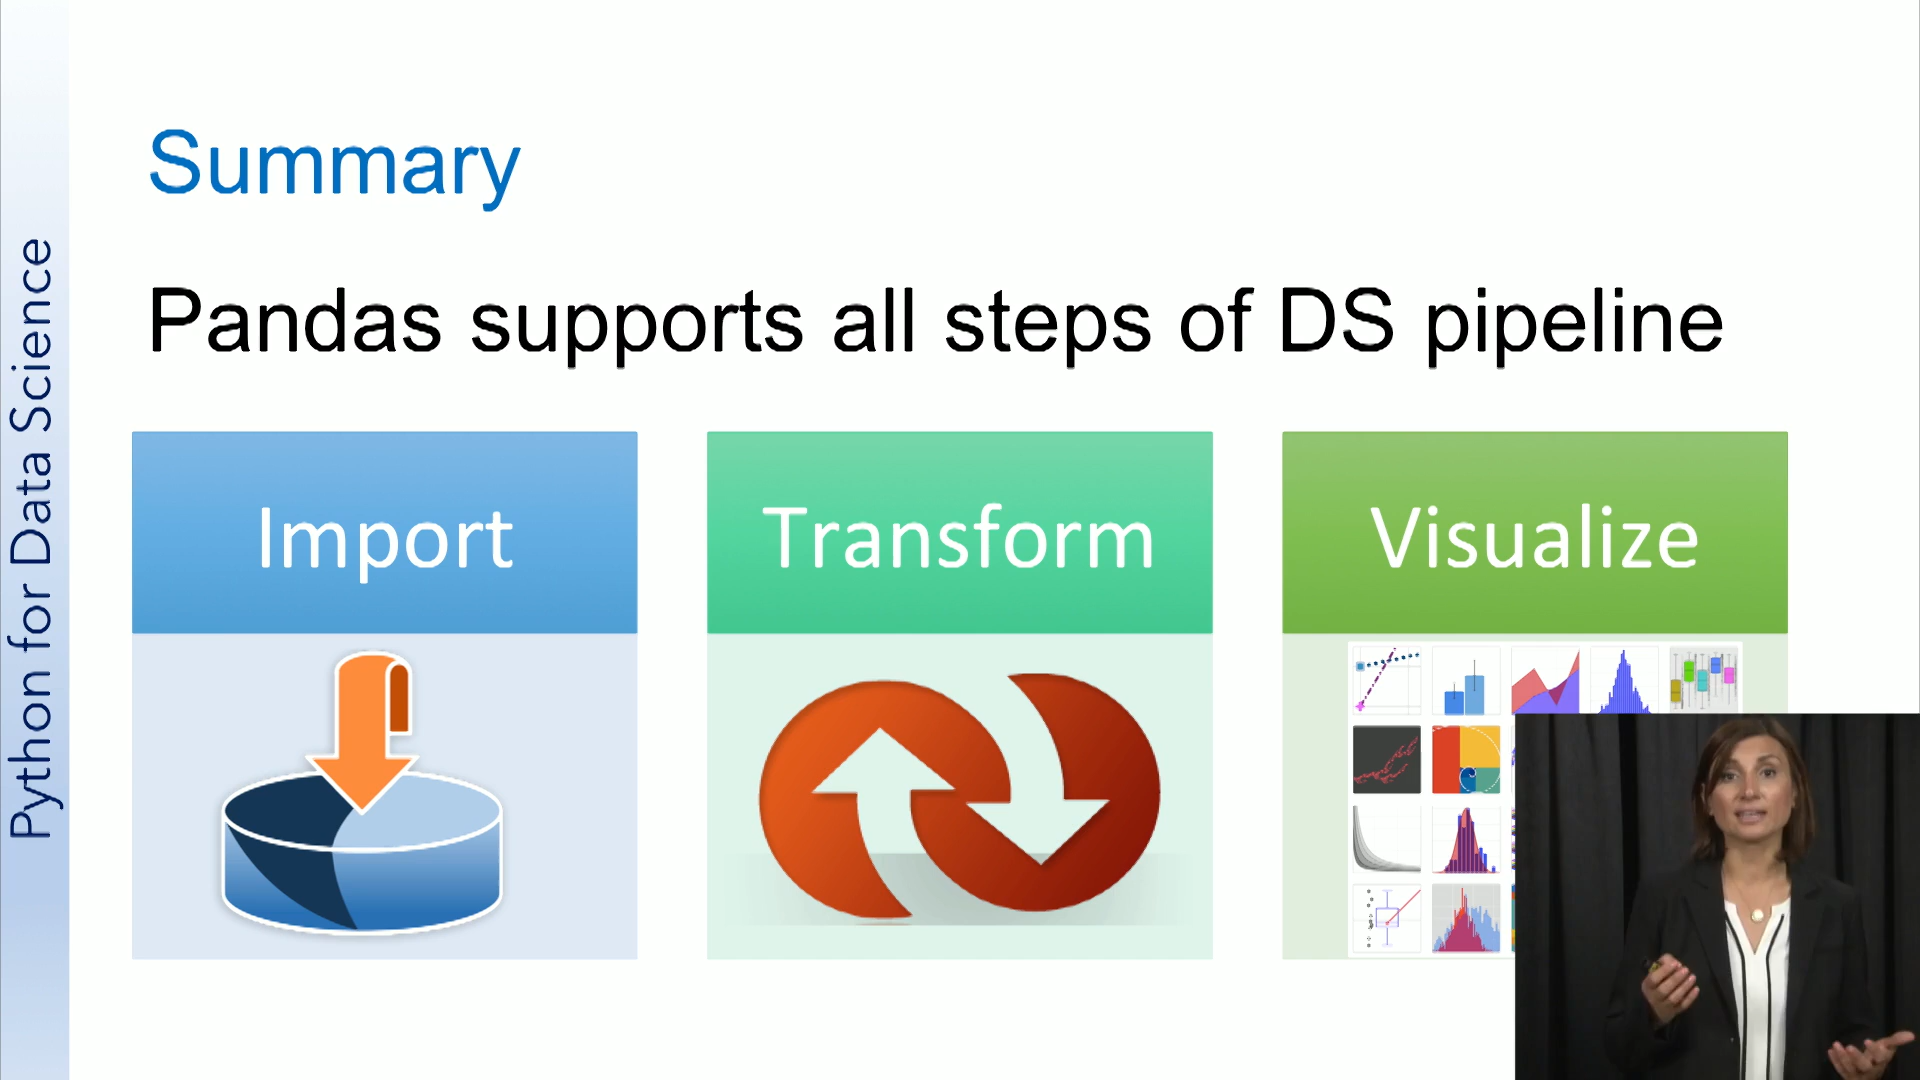 Python for Data Science
Summary
Pandas supports all steps of DS pipeline
Import
Transform
Visualize